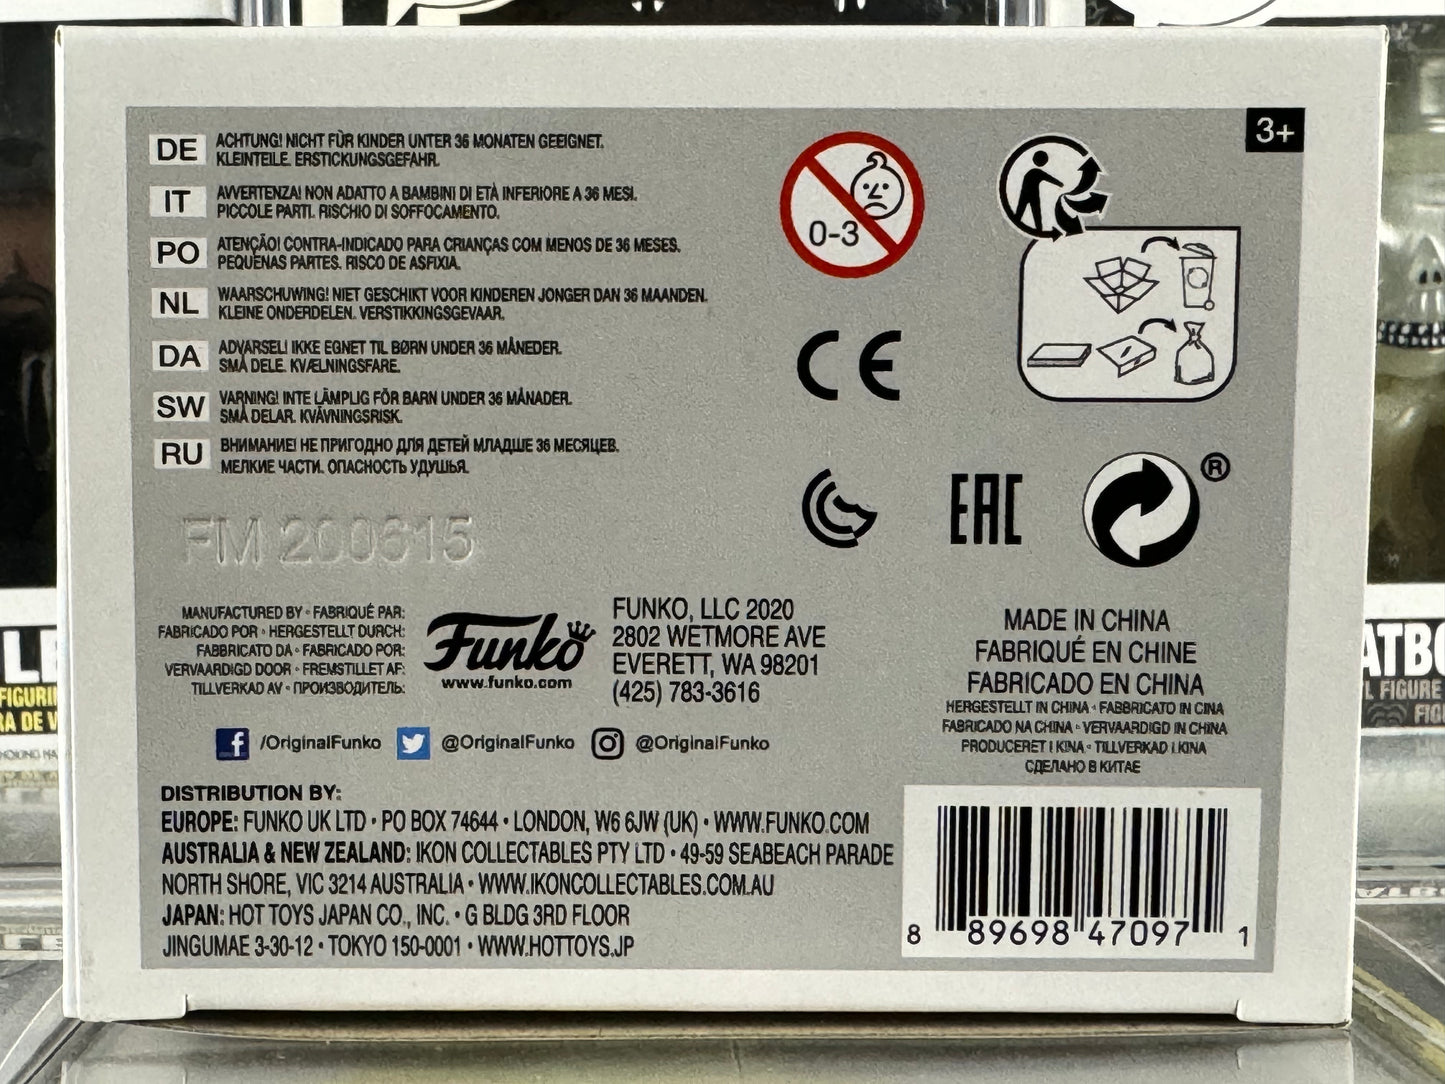 3+
DE ACHTUNG! NICHT FÜR KINDER UNTER 36 MONATEN GEEIGNET.
KLEINTEILE. ERSTICKUNGSGEFAHR.
IT AVVERTENZA! NON ADATTO A BAMBINI DI ETÀ INFERIORE A 36 MESI.
PICCOLE PARTI. RISCHIO DI SOFFOCAMENTO.
PO ATENÇÃO! CONTRA-INDICADO PARA CRIANÇAS COM MENOS DE 36 MESES.
PEQUENAS PARTES. RISCO DE ASFIXIA.
NL WAARSCHUWING! NIET GESCHIKT VOOR KINDEREN JONGER DAN 36 MAANDEN.
KLEINE ONDERDELEN. VERSTIKKINGSGEVAAR.
DA ADVARSEL! IKKE EGNET TIL BØRN UNDER 36 MÅNEDER.
SMÅ DELE. KVÆLNINGSFARE.
SW VARNING! INTE LÄMPLIG FÖR BARN UNDER 36 MÅNADER.
SMÅ DELAR. KVÄVNINGSRISK.
RU ВНИМАНИЕ! НЕ ПРИГОДНО ДЛЯ ДЕТЕЙ МЛАДШЕ 36 МЕСЯЦЕВ.
МЕЛКИЕ ЧАСТИ. ОПАСНОСТЬ УДУШЬЯ.
0-3
CE
EAC
®
FM 200615
MANUFACTURED BY • FABRIQUÉ PAR:
FABRICADO POR • HERGESTELLT DURCH:
FABBRICATO DA • FABRICADO POR:
VERVAARDIGD DOOR • FREMSTILLET AF:
TILLVERKAD AV • ПРОИЗВОДИТЕЛЬ:
Funko
www.funko.com
FUNKO, LLC 2020
2802 WETMORE AVE
EVERETT, WA 98201
(425) 783-3616
MADE IN CHINA
FABRIQUÉ EN CHINE
FABRICADO EN CHINA
HERGESTELLT IN CHINA • FABBRICATO IN CINA
FABRICADO NA CHINA • VERVAARDIGD IN CHINA
PRODUCERET I KINA • TILLVERKAD I KINA
СДЕЛАНО В КИТАЕ
/OriginalFunko @OriginalFunko @OriginalFunko
DISTRIBUTION BY:
EUROPE: FUNKO UK LTD • PO BOX 74644 • LONDON, W6 6JW (UK) • WWW.FUNKO.COM
AUSTRALIA & NEW ZEALAND: IKON COLLECTABLES PTY LTD • 49-59 SEABEACH PARADE
NORTH SHORE, VIC 3214 AUSTRALIA • WWW.IKONCOLLECTABLES.COM.AU
JAPAN: HOT TOYS JAPAN CO., INC. • G BLDG 3RD FLOOR
JINGUMAE 3-30-12 • TOKYO 150-0001 • WWW.HOTTOYS.JP
8 89698 47097 1